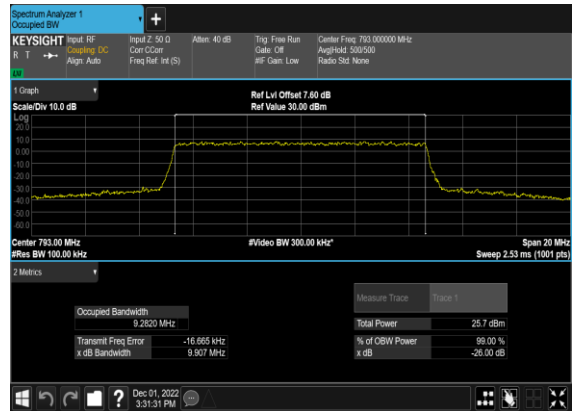 Spectrum Analyzer 1
Occupied BW
KEYSIGHT
R T
LW
Input: RF
Coupling: DC
Align: Auto
Input Z: 50 Ω
Corr CCorr
Freq Ref: Int (S)
Atten: 40 dB
Trig: Free Run
Gate: Off
#IF Gain: Low
Center Freq: 793.000000 MHz
Avg|Hold: 500/500
Radio Std: None
1 Graph
Scale/Div 10.0 dB
Ref Lvl Offset 7.60 dB
Ref Value 30.00 dBm
Log
20.0
10.0
0.00
-10.0
-20.0
-30.0
-40.0
-50.0
-60.0
Center 793.00 MHz
#Video BW 300.00 kHz*
Span 20 MHz
#Res BW 100.00 kHz
Sweep 2.53 ms (1001 pts)
2 Metrics
Measure Trace
Trace 1
Occupied Bandwidth
9.2820 MHz
Total Power
25.7 dBm
Transmit Freq Error
-16.665 kHz
% of OBW Power
99.00 %
x dB Bandwidth
9.907 MHz
x dB
-26.00 dB
?
Dec 01, 2022
3:31:31 PM